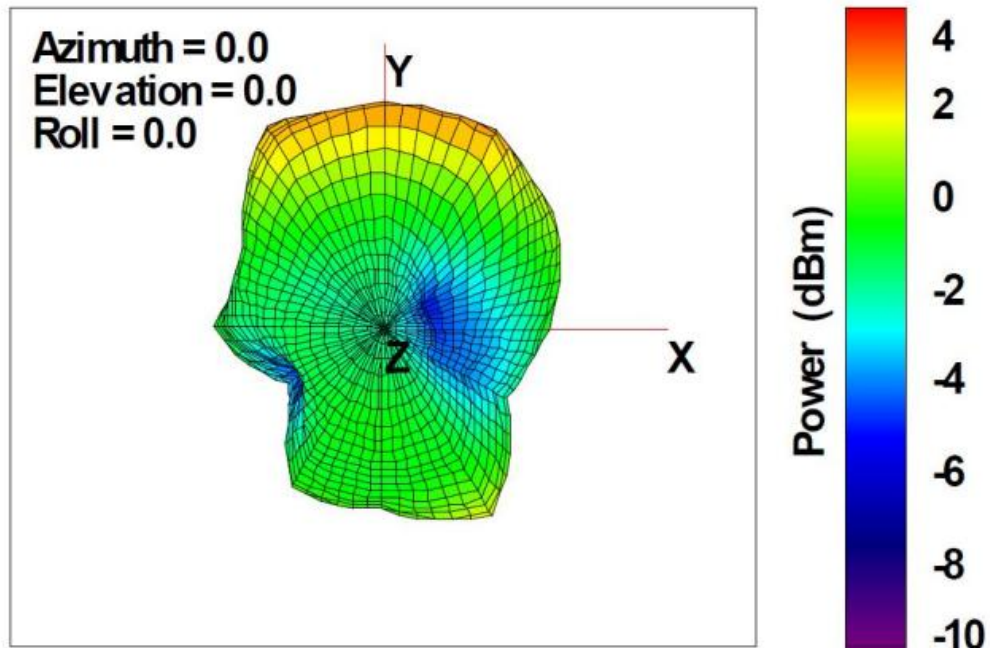 Azimuth = 0.0
Elevation = 0.0
Roll = 0.0
Y
Z
X
Power (dBm)
4
2
0
-2
-4
-6
-8
-10